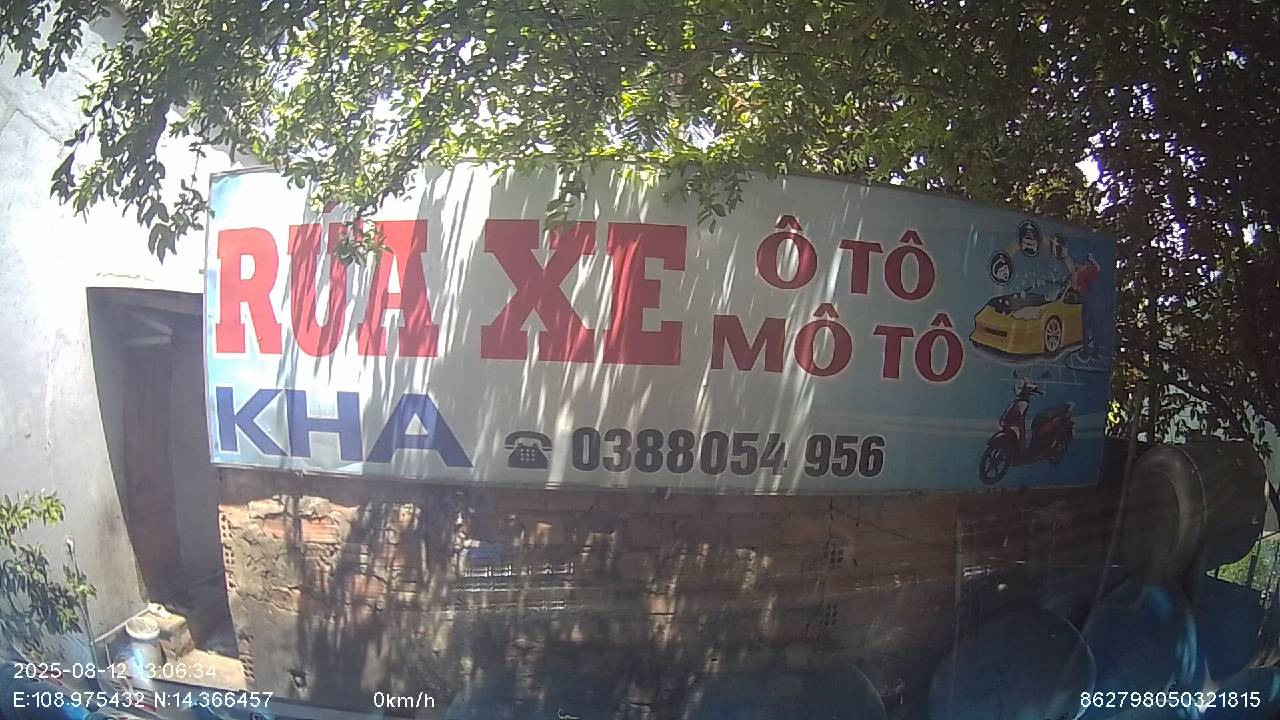 RỬA XE Ô TÔ
MÔ TÔ
KHA ☎ 0388054 956
2025-08-12 13:06:34
E:108.975432 N:14.366457 0km/h 862798050321815